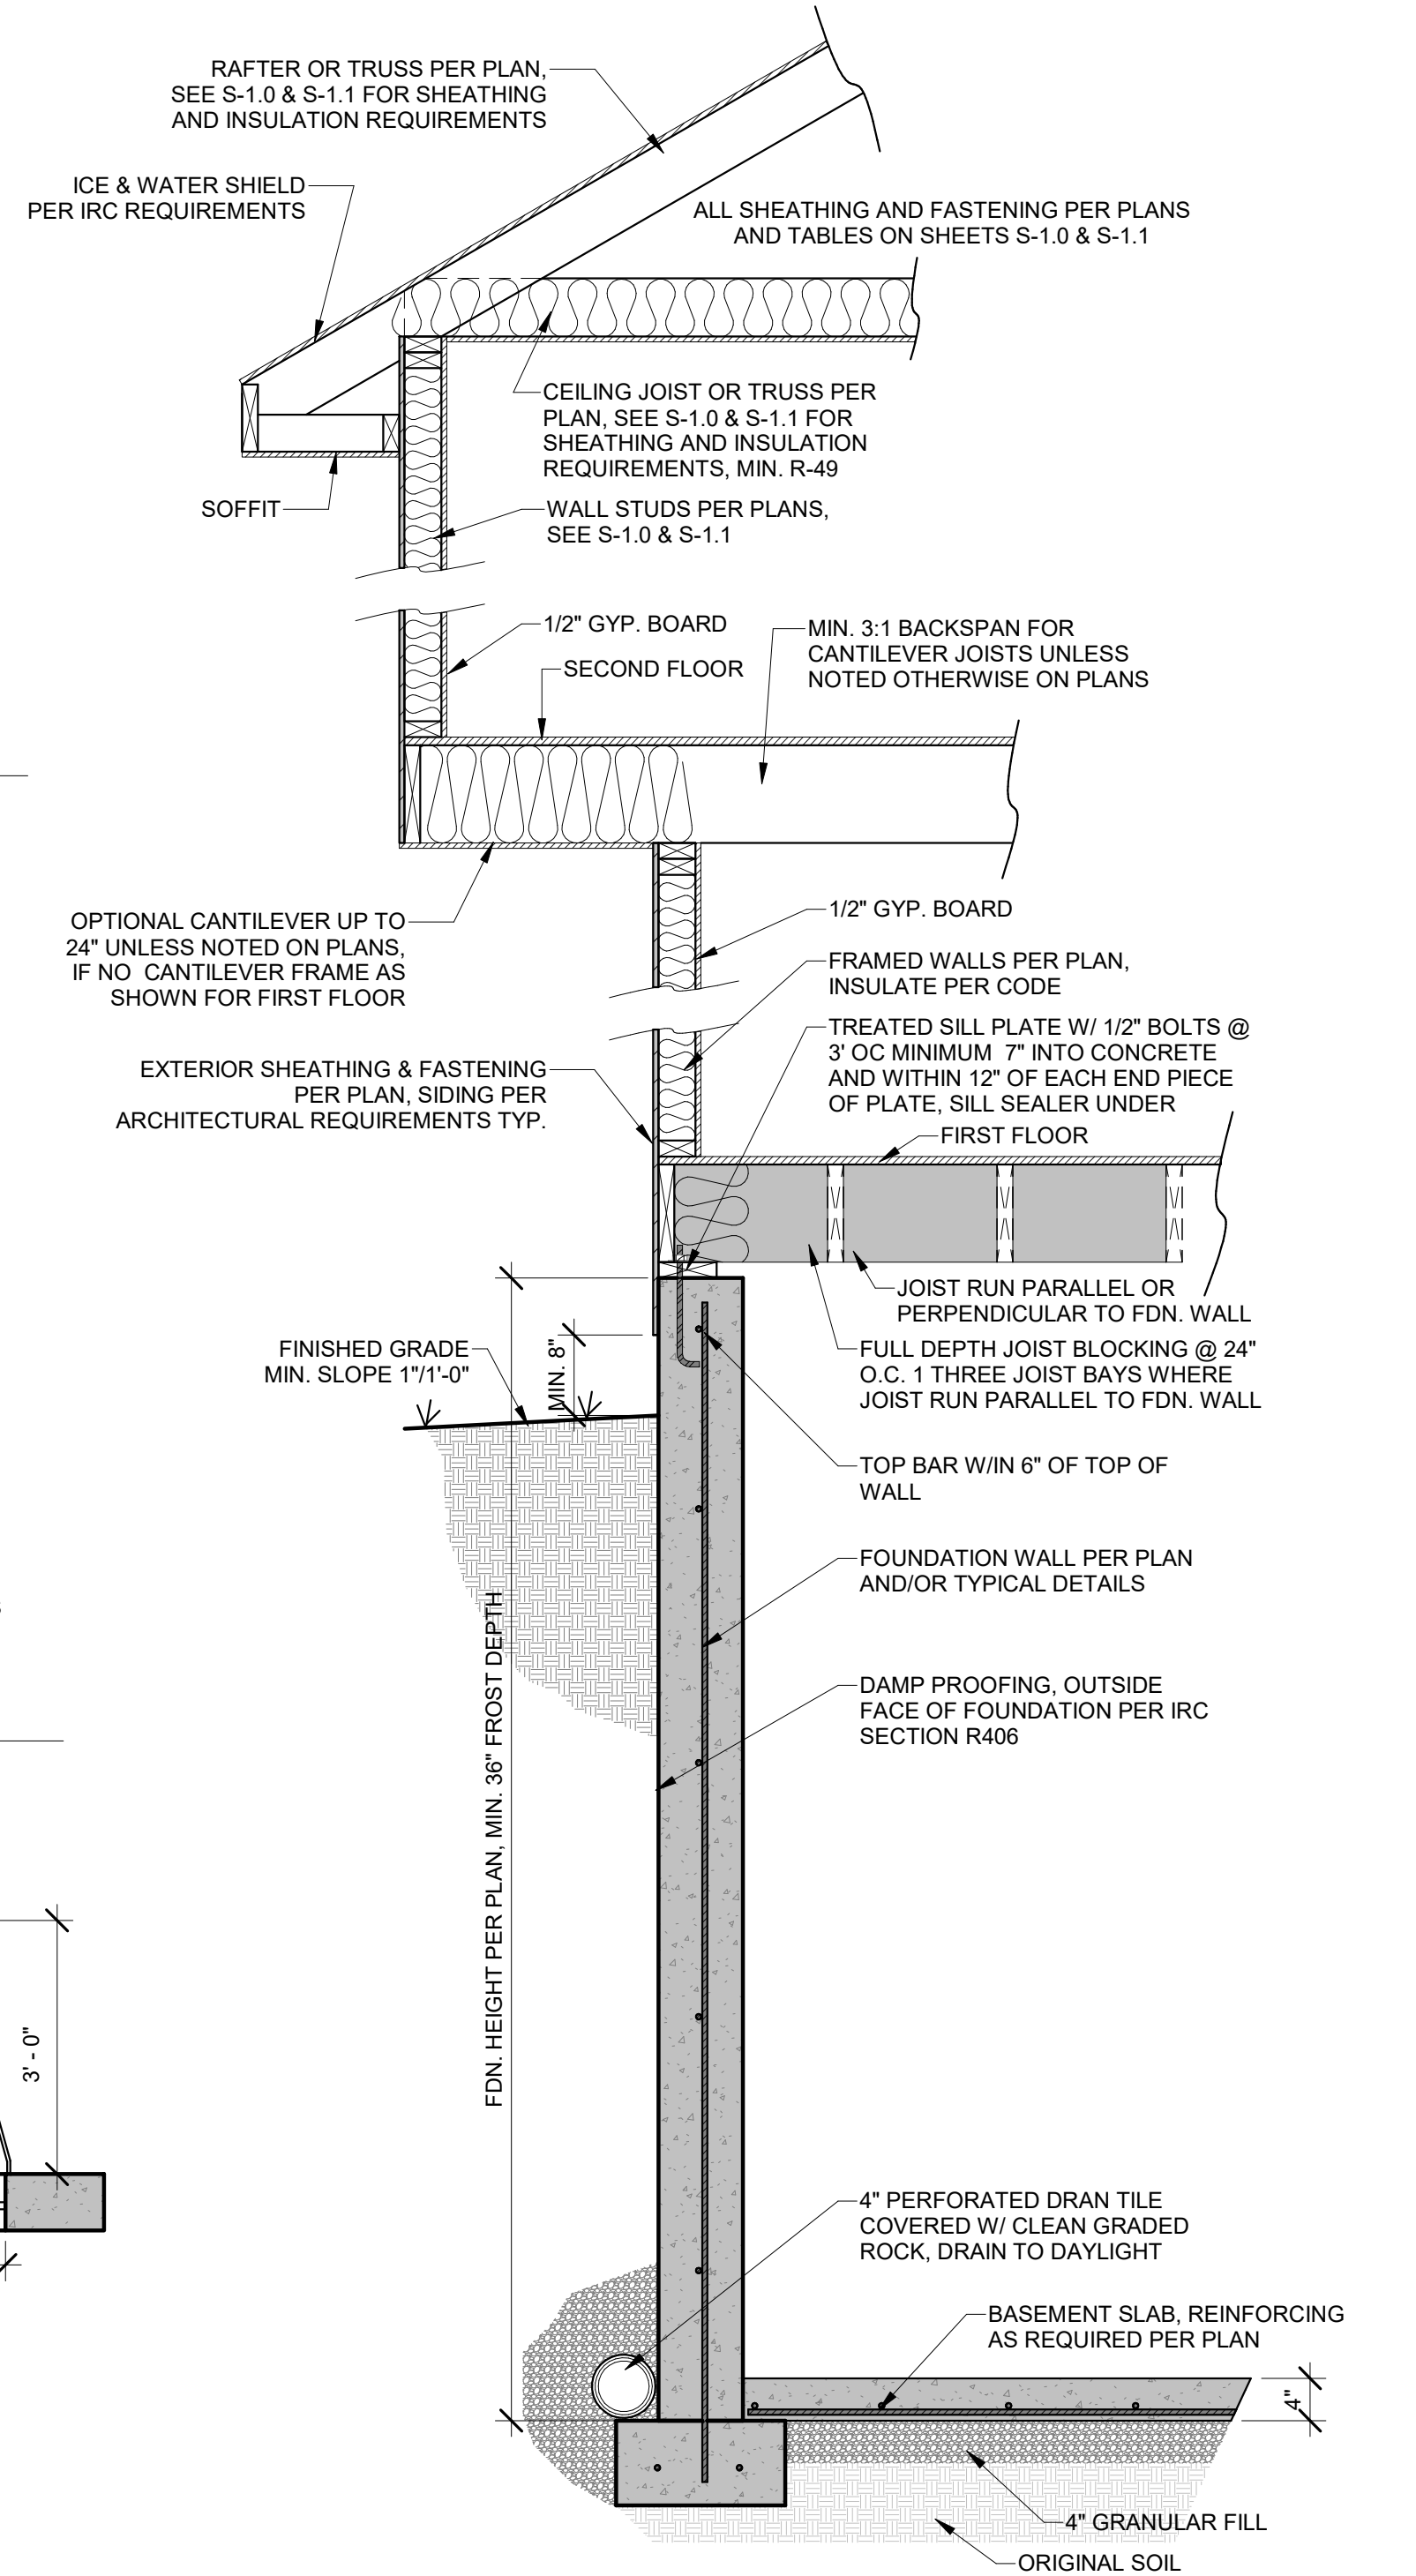 RAFTER OR TRUSS PER PLAN,
SEE S-1.0 & S-1.1 FOR SHEATHING
AND INSULATION REQUIREMENTS
ICE & WATER SHIELD
PER IRC REQUIREMENTS
ALL SHEATHING AND FASTENING PER PLANS
AND TABLES ON SHEETS S-1.0 & S-1.1
CEILING JOIST OR TRUSS PER
PLAN, SEE S-1.0 & S-1.1 FOR
SHEATHING AND INSULATION
REQUIREMENTS, MIN. R-49
SOFFIT
WALL STUDS PER PLANS,
SEE S-1.0 & S-1.1
1/2" GYP. BOARD
SECOND FLOOR
MIN. 3:1 BACKSPAN FOR
CANTILEVER JOISTS UNLESS
NOTED OTHERWISE ON PLANS
OPTIONAL CANTILEVER UP TO
24" UNLESS NOTED ON PLANS,
IF NO CANTILEVER FRAME AS
SHOWN FOR FIRST FLOOR
1/2" GYP. BOARD
FRAMED WALLS PER PLAN,
INSULATE PER CODE
TREATED SILL PLATE W/ 1/2" BOLTS @
3' OC MINIMUM 7" INTO CONCRETE
AND WITHIN 12" OF EACH END PIECE
OF PLATE, SILL SEALER UNDER
EXTERIOR SHEATHING & FASTENING
PER PLAN, SIDING PER
ARCHITECTURAL REQUIREMENTS TYP.
FIRST FLOOR
JOIST RUN PARALLEL OR
PERPENDICULAR TO FDN. WALL
FINISHED GRADE
MIN. SLOPE 1"/1'-0"
MIN. 8"
FULL DEPTH JOIST BLOCKING @ 24"
O.C. 1 THREE JOIST BAYS WHERE
JOIST RUN PARALLEL TO FDN. WALL
TOP BAR W/IN 6" OF TOP OF
WALL
FOUNDATION WALL PER PLAN
AND/OR TYPICAL DETAILS
FDN. HEIGHT PER PLAN, MIN. 36" FROST DEPTH
DAMP PROOFING, OUTSIDE
FACE OF FOUNDATION PER IRC
SECTION R406
3' - 0"
4" PERFORATED DRAN TILE
COVERED W/ CLEAN GRADED
ROCK, DRAIN TO DAYLIGHT
BASEMENT SLAB, REINFORCING
AS REQUIRED PER PLAN
4"
4" GRANULAR FILL
ORIGINAL SOIL